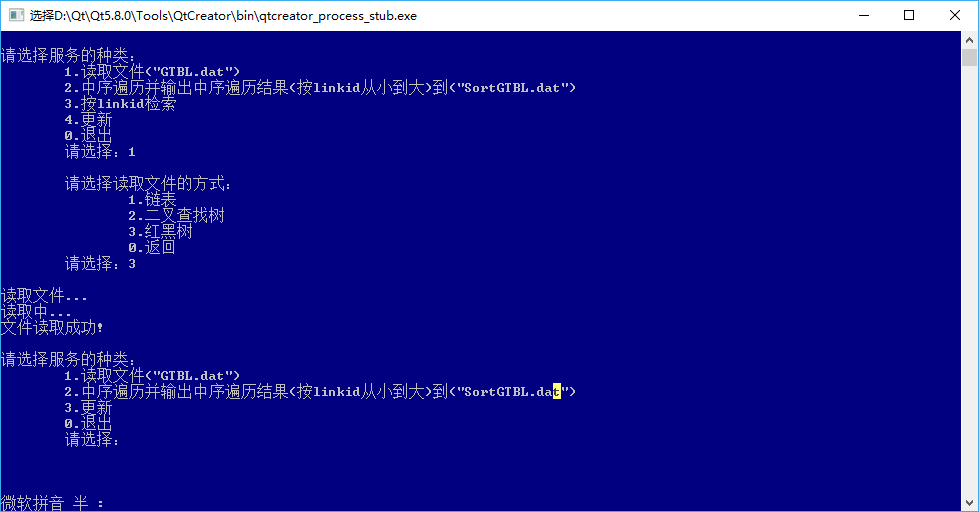 选择D:\Qt\Qt5.8.0\Tools\QtCreator\bin\qtcreator_process_stub.exe
请选择服务的种类:
1.读取文件("GTBL.dat")
2.中序遍历并输出中序遍历结果(按linkid从小到大)到("SortGTBL.dat")
3.按linkid检索
4.更新
0.退出
请选择: 1
请选择读取文件的方式:
1.链表
2.二叉查找树
3.红黑树
0.返回
请选择: 3
读取文件...
读取中...
文件读取成功!
请选择服务的种类:
1.读取文件("GTBL.dat")
2.中序遍历并输出中序遍历结果(按linkid从小到大)到("SortGTBL.dat")
3.更新
0.退出
请选择:
微软拼音 半 :